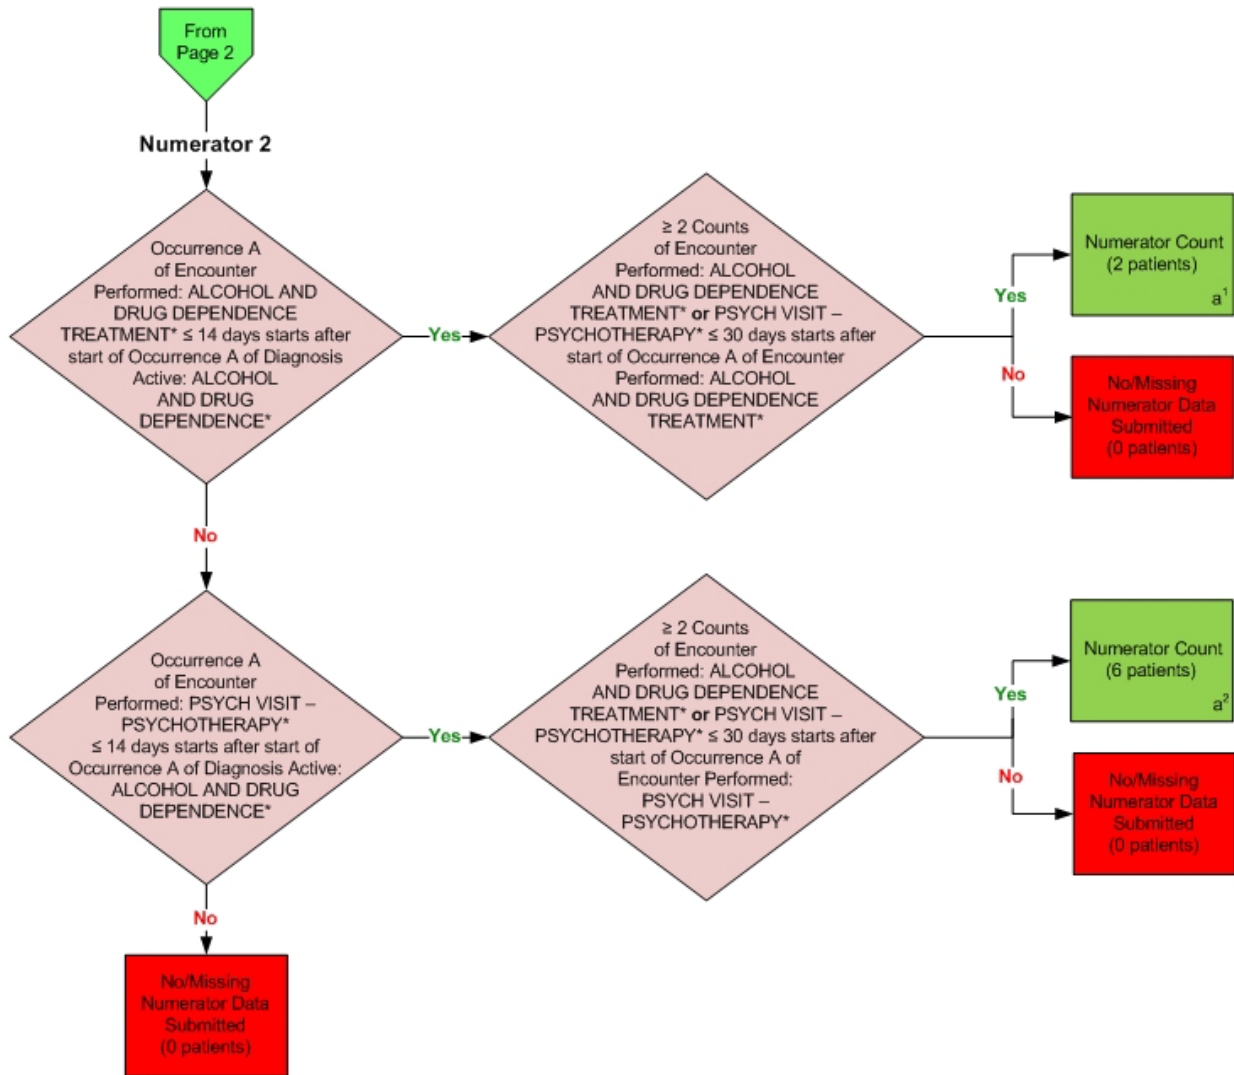 From
Page 2
Numerator 2
Occurrence A
of Encounter
Performed: ALCOHOL AND
DRUG DEPENDENCE
TREATMENT* ≤ 14 days starts after
start of Occurrence A of Diagnosis
Active: ALCOHOL
AND DRUG
DEPENDENCE*
Yes
≥ 2 Counts
of Encounter
Performed: ALCOHOL
AND DRUG DEPENDENCE
TREATMENT* or PSYCH VISIT –
PSYCHOTHERAPY* ≤ 30 days starts after
start of Occurrence A of Encounter
Performed: ALCOHOL
AND DRUG DEPENDENCE
TREATMENT*
Yes
Numerator Count
(2 patients)
a¹
No
No/Missing
Numerator Data
Submitted
(0 patients)
No
Occurrence A
of Encounter
Performed: PSYCH VISIT –
PSYCHOTHERAPY*
≤ 14 days starts after start of
Occurrence A of Diagnosis Active:
ALCOHOL AND DRUG
DEPENDENCE*
Yes
≥ 2 Counts
of Encounter
Performed: ALCOHOL
AND DRUG DEPENDENCE
TREATMENT* or PSYCH VISIT –
PSYCHOTHERAPY* ≤ 30 days starts after
start of Occurrence A of
Encounter Performed:
PSYCH VISIT –
PSYCHOTHERAPY*
Yes
Numerator Count
(6 patients)
a²
No
No/Missing
Numerator Data
Submitted
(0 patients)
No
No/Missing
Numerator Data
Submitted
(0 patients)